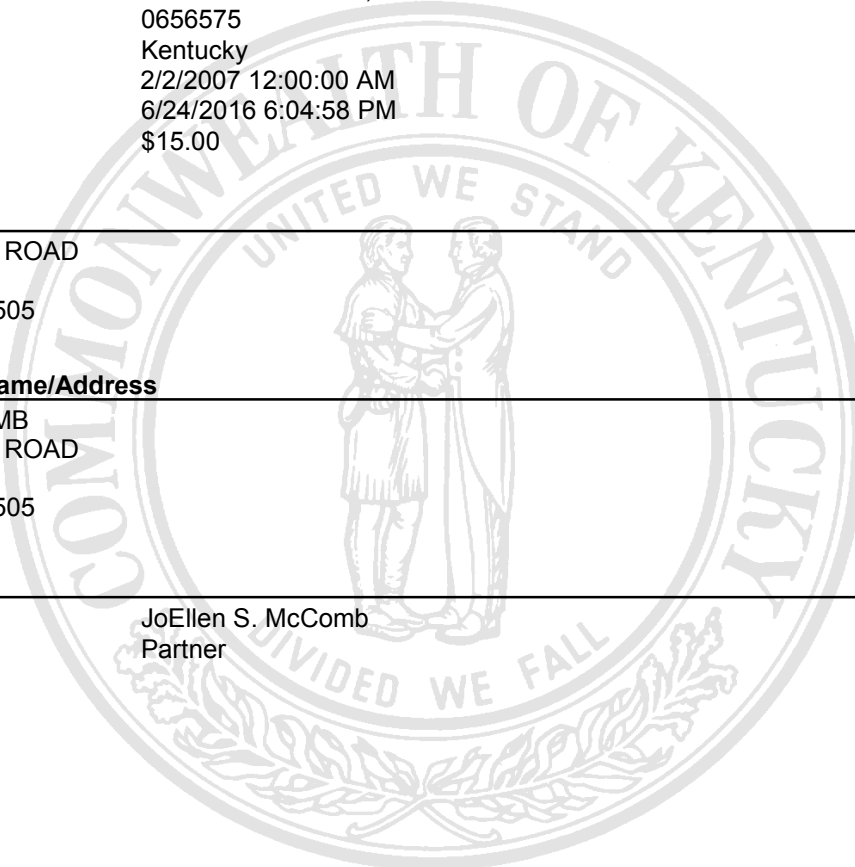 0656575
Kentucky
2/2/2007 12:00:00 AM
6/24/2016 6:04:58 PM
$15.00
ROAD
505
ame/Address
MB
ROAD
505
JoEllen S. McComb
Partner
COMMONWEALTH OF KENTUCKY
UNITED WE STAND
DIVIDED WE FALL